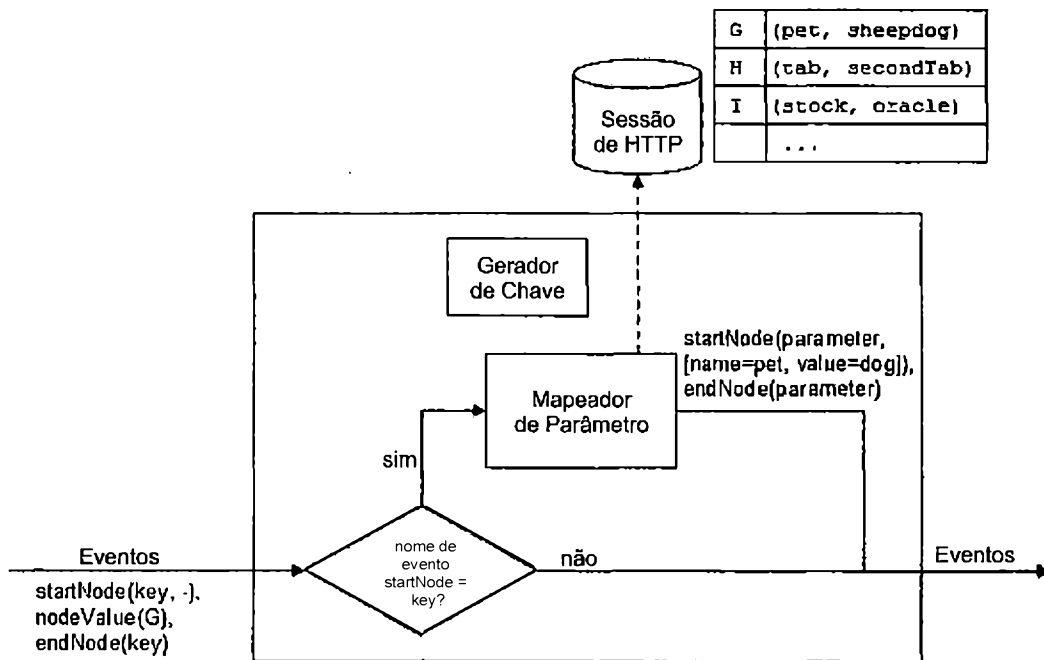 G (pet, sheepdog)
H (tab, secondTab)
I (stock, oracle)
...
Sessão
de HTTP
Gerador
de Chave
startNode(parameter,
[name=pet, value=dog]),
endNode(parameter)
Mapeador
de Parâmetro
sim
nome de
evento
startNode =
key?
não
Eventos
startNode(key, -),
nodeValue(G),
endNode(key)
Eventos